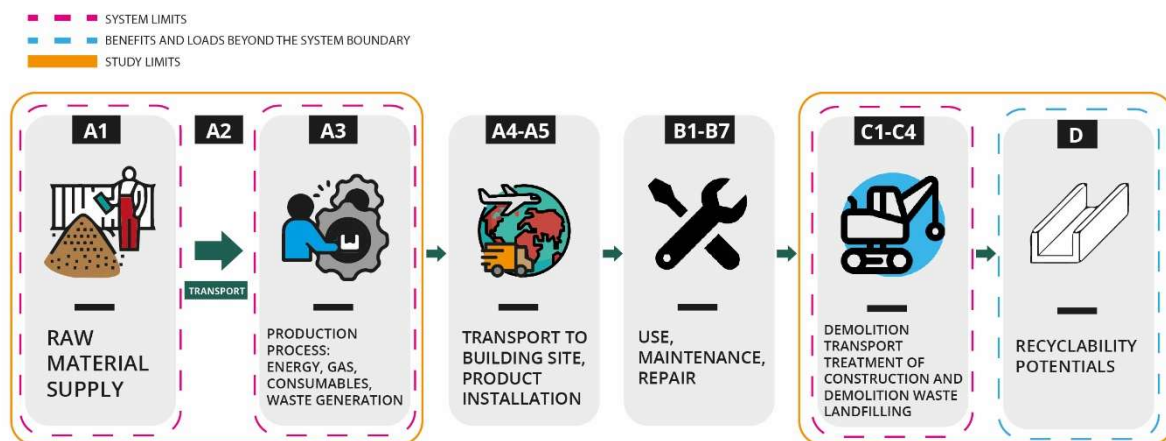 SYSTEM LIMITS
BENEFITS AND LOADS BEYOND THE SYSTEM BOUNDARY
STUDY LIMITS
A1
RAW
MATERIAL
SUPPLY
A2
TRANSPORT
A3
PRODUCTION
PROCESS:
ENERGY, GAS,
CONSUMABLES,
WASTE GENERATION
A4-A5
TRANSPORT TO
BUILDING SITE,
PRODUCT
INSTALLATION
B1-B7
USE,
MAINTENANCE,
REPAIR
C1-C4
DEMOLITION
TRANSPORT
TREATMENT OF
CONSTRUCTION AND
DEMOLITION WASTE
LANDFILLING
D
RECYCLABILITY
POTENTIALS